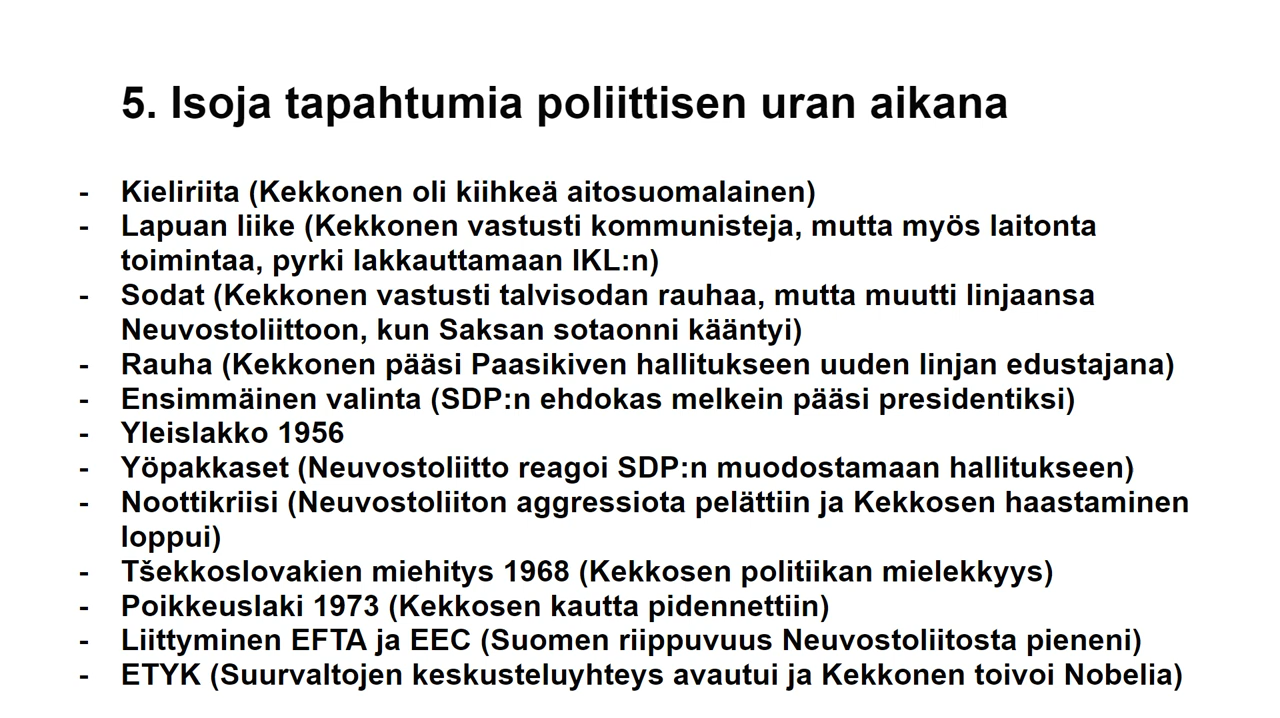 5. Isoja tapahtumia poliittisen uran aikana
- Kieliriita (Kekkonen oli kiihkeä aitosuomalainen)
- Lapuan liike (Kekkonen vastusti kommunisteja, mutta myös laitonta
toimintaa, pyrki lakkauttamaan IKL:n)
- Sodat (Kekkonen vastusti talvisodan rauhaa, mutta muutti linjaansa
Neuvostoliittoon, kun Saksan sotaonni kääntyi)
- Rauha (Kekkonen pääsi Paasikiven hallitukseen uuden linjan edustajana)
- Ensimmäinen valinta (SDP:n ehdokas melkein pääsi presidentiksi)
- Yleislakko 1956
- Yöpakkaset (Neuvostoliitto reagoi SDP:n muodostamaan hallitukseen)
- Noottikriisi (Neuvostoliiton aggressiota pelättiin ja Kekkosen haastaminen
loppui)
- Tšekkoslovakien miehitys 1968 (Kekkosen politiikan mielekkyys)
- Poikkeuslaki 1973 (Kekkosen kautta pidennettiin)
- Liittyminen EFTA ja EEC (Suomen riippuvuus Neuvostoliitosta pieneni)
- ETYK (Suurvaltojen keskusteluyhteys avautui ja Kekkonen toivoi Nobelia)